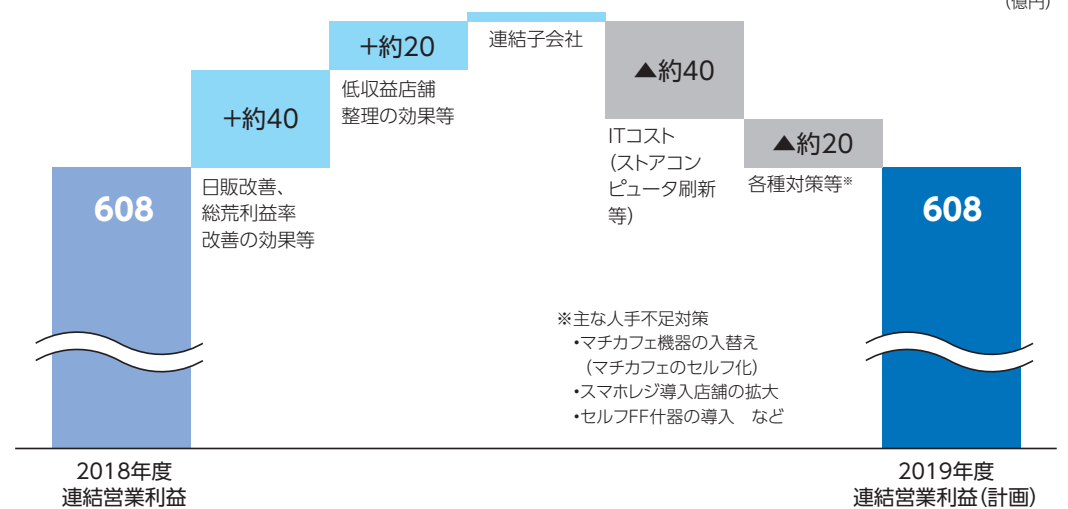 (億円)
+約20
連結子会社
▲約40
+約40
低収益店舗
整理の効果等
ITコスト
(ストアコン
ピュータ刷新
等)
▲約20
各種対策等※
608
日販改善、
総荒利益率
改善の効果等
608
※主な人手不足対策
•マチカフェ機器の入替え
(マチカフェのセルフ化)
•スマホレジ導入店舗の拡大
•セルフFF什器の導入　など
2018年度
連結営業利益
2019年度
連結営業利益(計画)